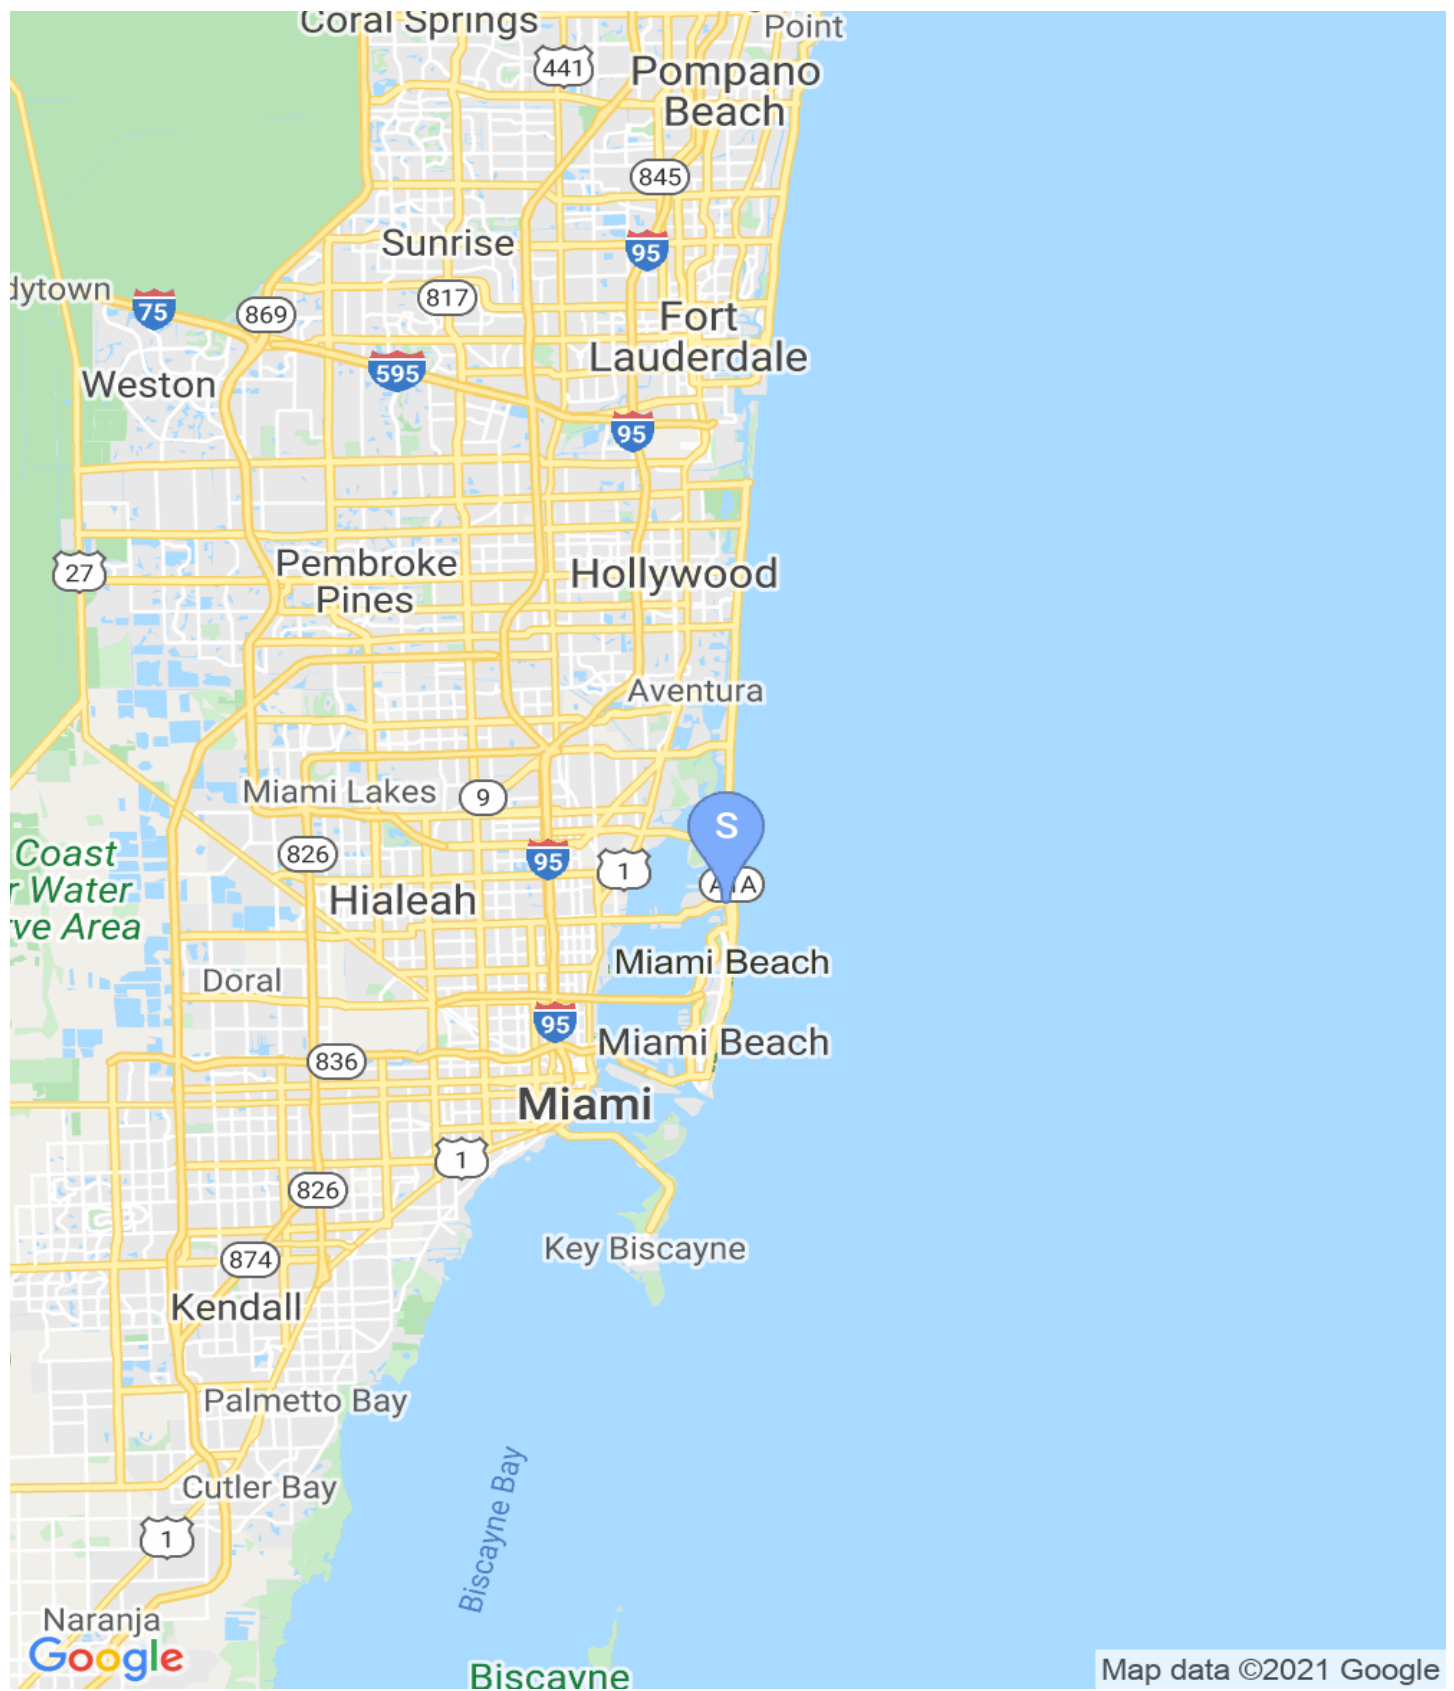 Coral Springs
Point
441
Pompano
Beach
845
Sunrise
95
dytown
75
869
817
Fort
Lauderdale
595
Weston
95
27
Pembroke
Pines
Hollywood
Aventura
Miami Lakes
9
S
826
95
1
A1A
Coast
r Water
rve Area
Hialeah
Miami Beach
Doral
95
Miami Beach
836
Miami
1
826
Key Biscayne
874
Kendall
Palmetto Bay
Cutler Bay
Biscayne Bay
1
Naranja
Google
Biscayne
Map data ©2021 Google